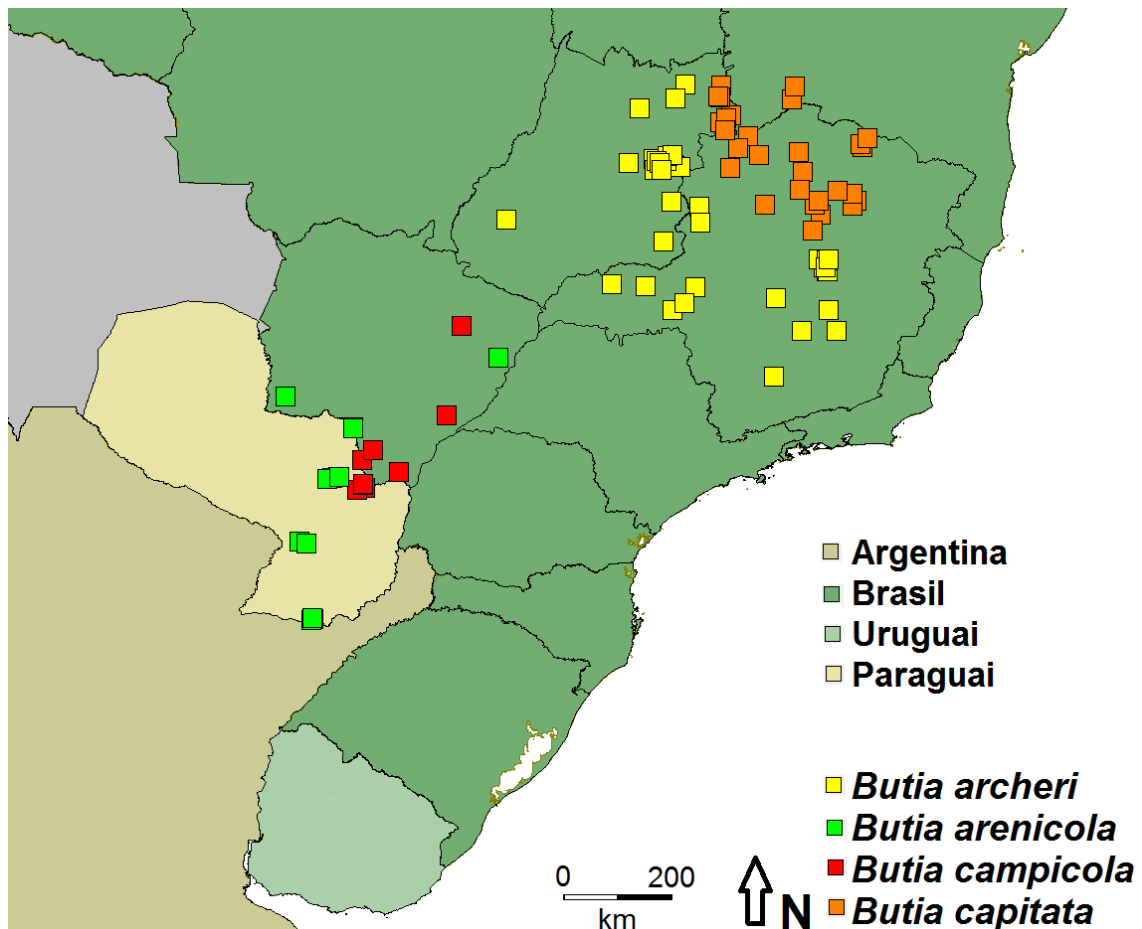 Argentina
Brasil
Uruguai
Paraguai
Butia archeri
Butia arenicola
Butia campicola
Butia capitata
0 200
km
N